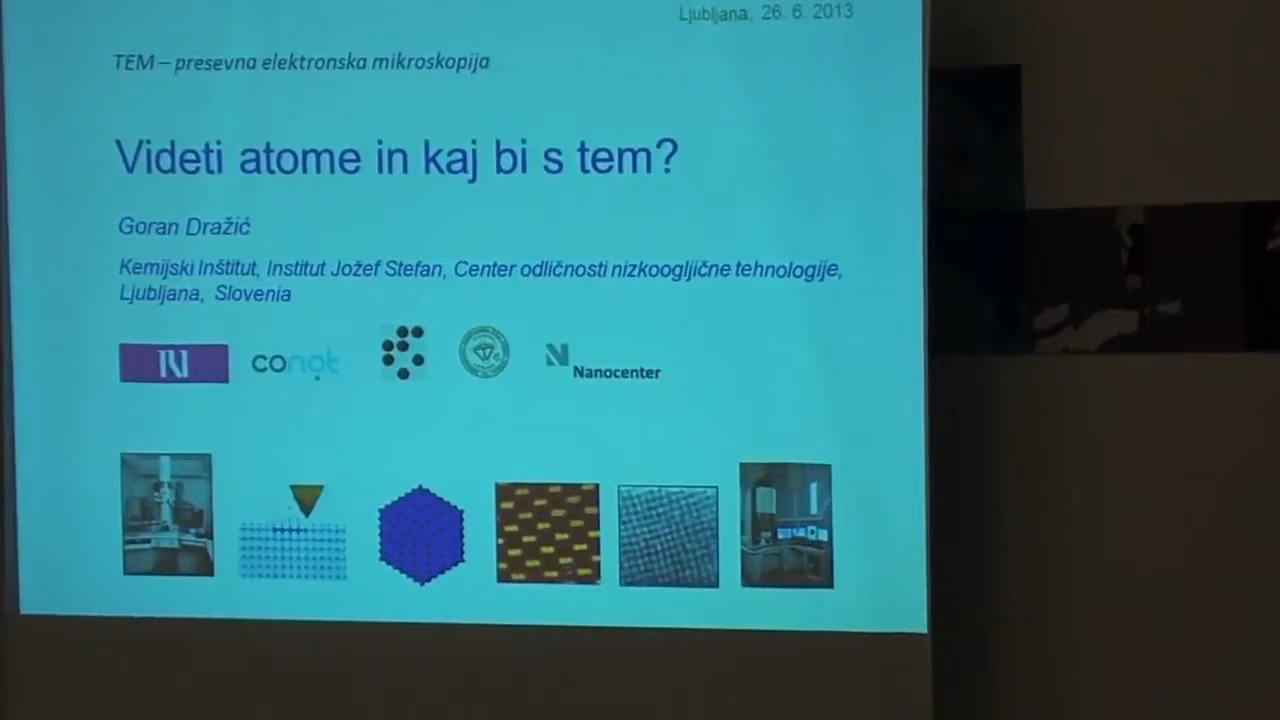 Ljubljana, 26. 6. 2013
TEM – presevna elektronska mikroskopija
Videti atome in kaj bi s tem?
Goran Dražić
Kemijski Inštitut, Institut Jožef Stefan, Center odličnosti nizkoogljične tehnologije,
Ljubljana, Slovenia
conot
Nanocenter